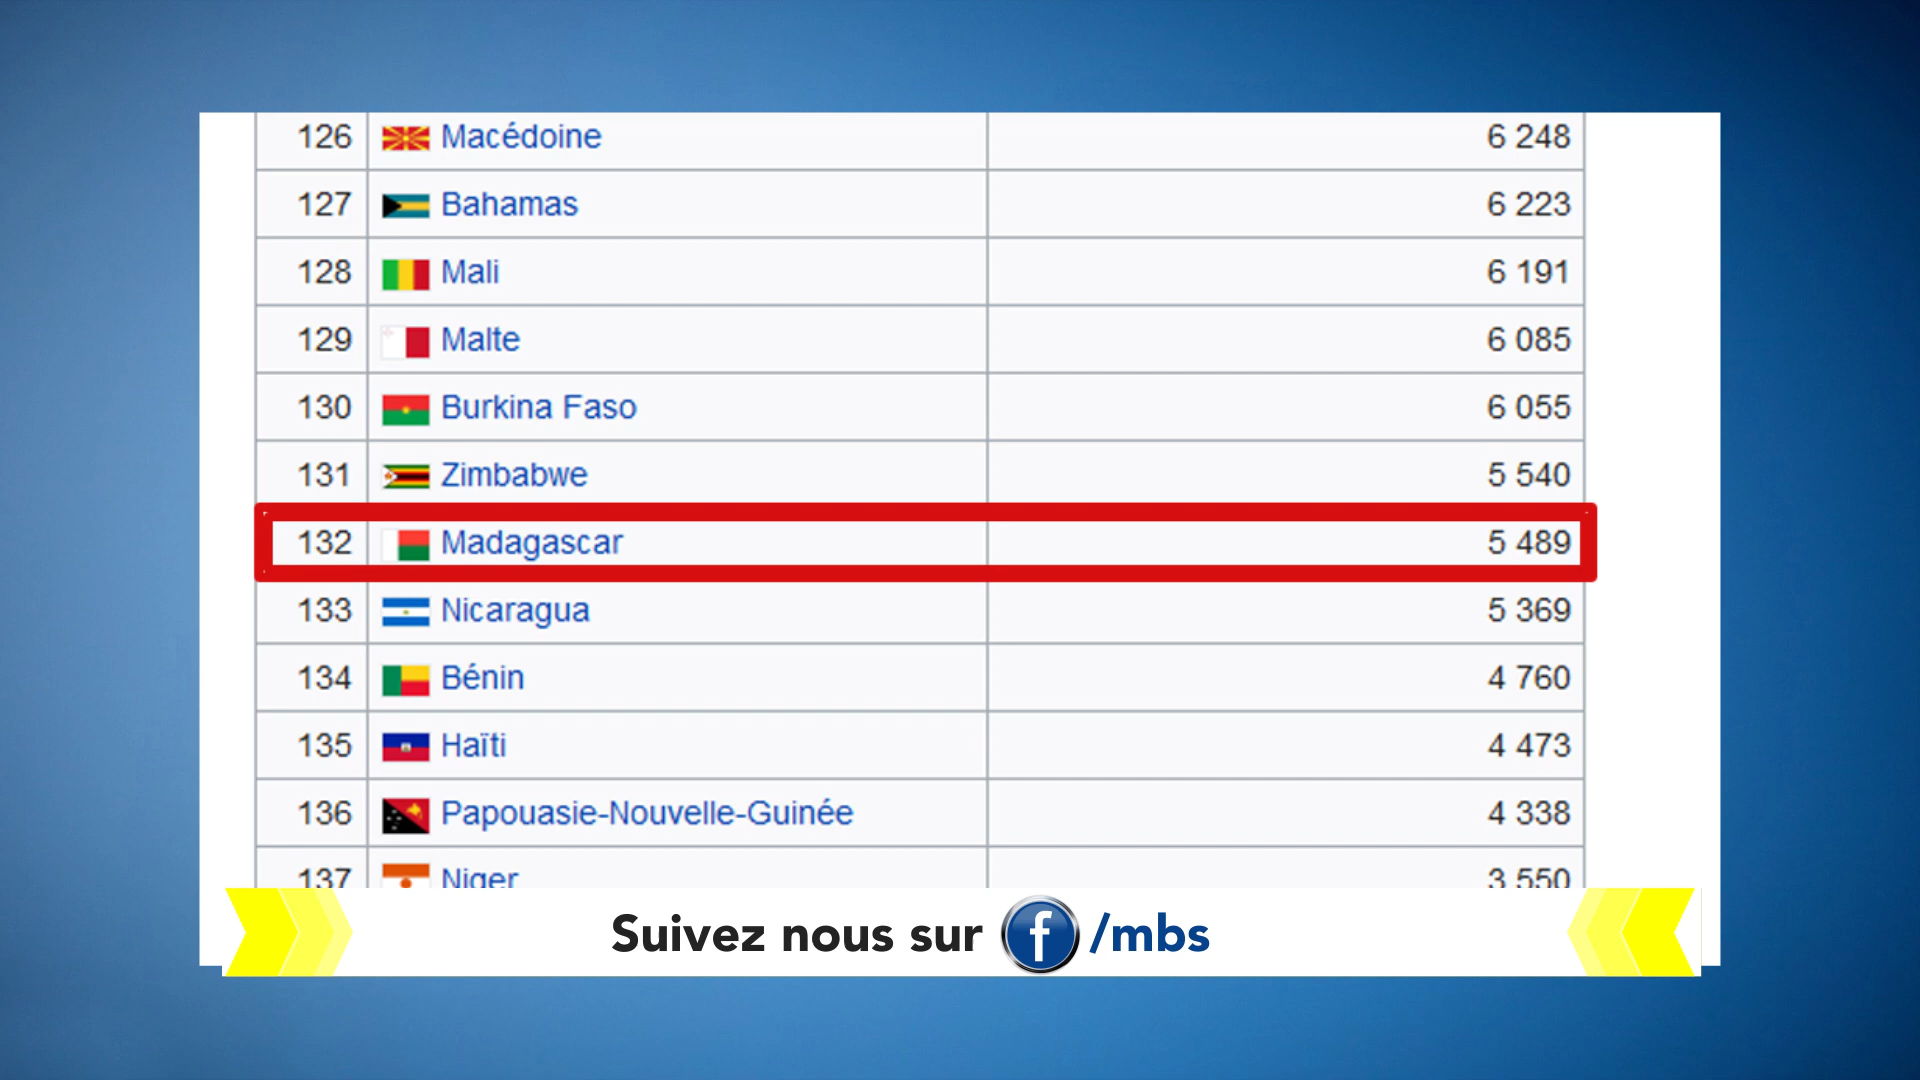 126 Macédoine 6 248
127 Bahamas 6 223
128 Mali 6 191
129 Malte 6 085
130 Burkina Faso 6 055
131 Zimbabwe 5 540
132 Madagascar 5 489
133 Nicaragua 5 369
134 Bénin 4 760
135 Haïti 4 473
136 Papouasie-Nouvelle-Guinée 4 338
137 Niger 3 550
Suivez nous sur f /mbs